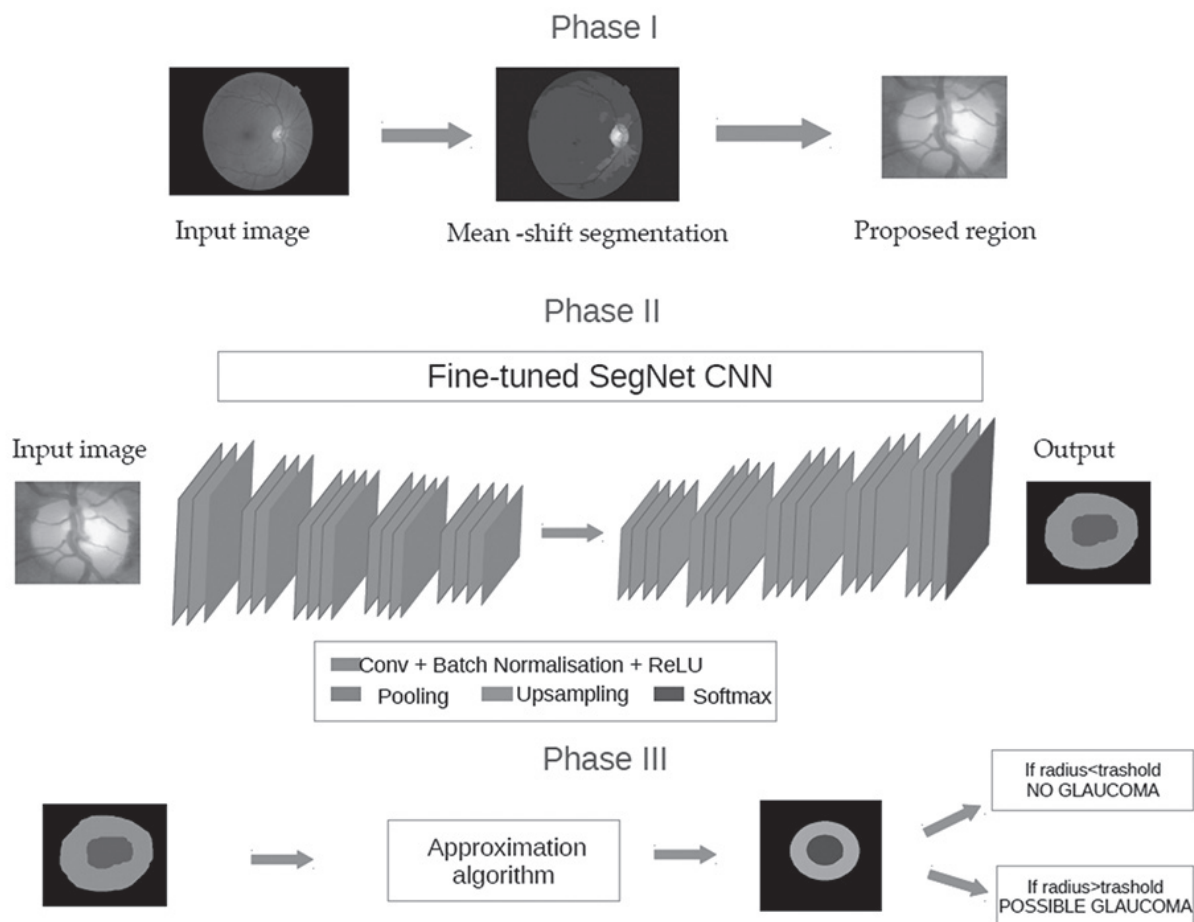 Phase I
Input image
Mean -shift segmentation
Proposed region
Phase II
Fine-tuned SegNet CNN
Input image
Output
Conv + Batch Normalisation + ReLU
Pooling
Upsampling
Softmax
Phase III
Approximation
algorithm
If radius<trashold
NO GLAUCOMA
If radius>trashold
POSSIBLE GLAUCOMA